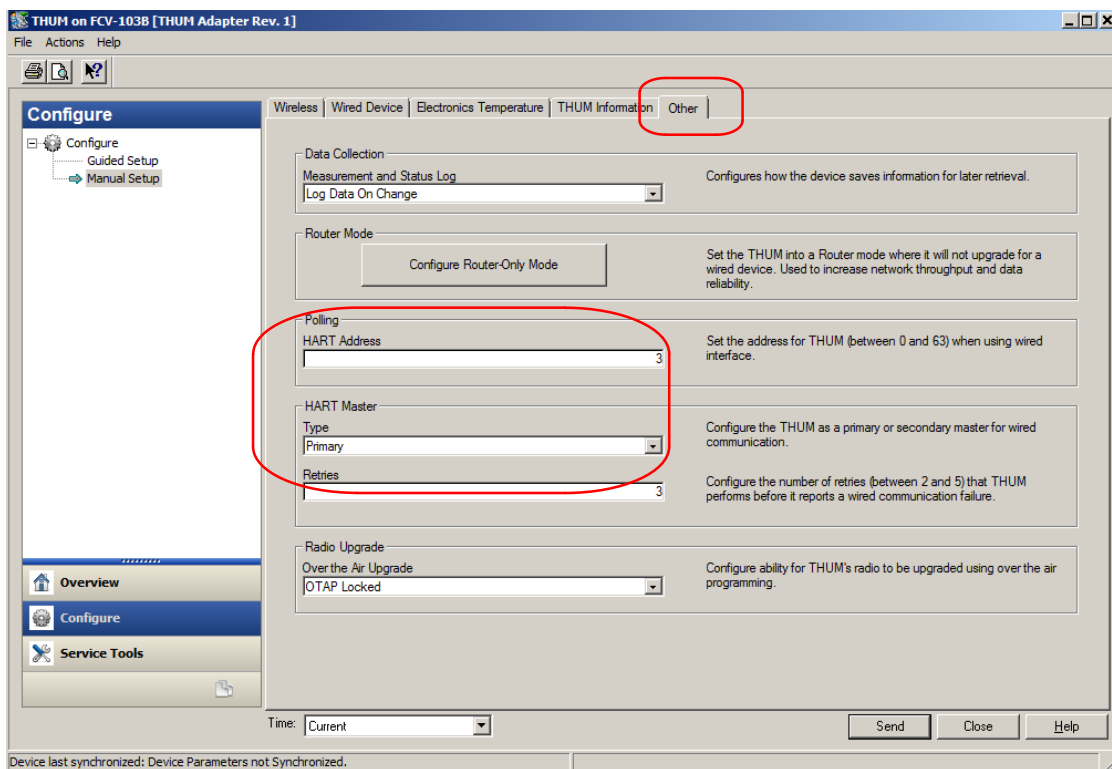 THUM on FCV-103B [THUM Adapter Rev. 1]
File Actions Help
Configure
Configure
Guided Setup
Manual Setup
Wireless Wired Device Electronics Temperature THUM Information Other
Data Collection
Measurement and Status Log
Log Data On Change
Configures how the device saves information for later retrieval.
Router Mode
Configure Router-Only Mode
Set the THUM into a Router mode where it will not upgrade for a
wired device. Used to increase network throughput and data
reliability.
Polling
HART Address
3
Set the address for THUM (between 0 and 63) when using wired
interface.
HART Master
Type
Primary
Configure the THUM as a primary or secondary master for wired
communication.
Retries
3
Configure the number of retries (between 2 and 5) that THUM
performs before it reports a wired communication failure.
Radio Upgrade
Over the Air Upgrade
OTAP Locked
Configure ability for THUM's radio to be upgraded using over the air
programming.
Overview
Configure
Service Tools
Time: Current
Send Close Help
Device last synchronized: Device Parameters not Synchronized.